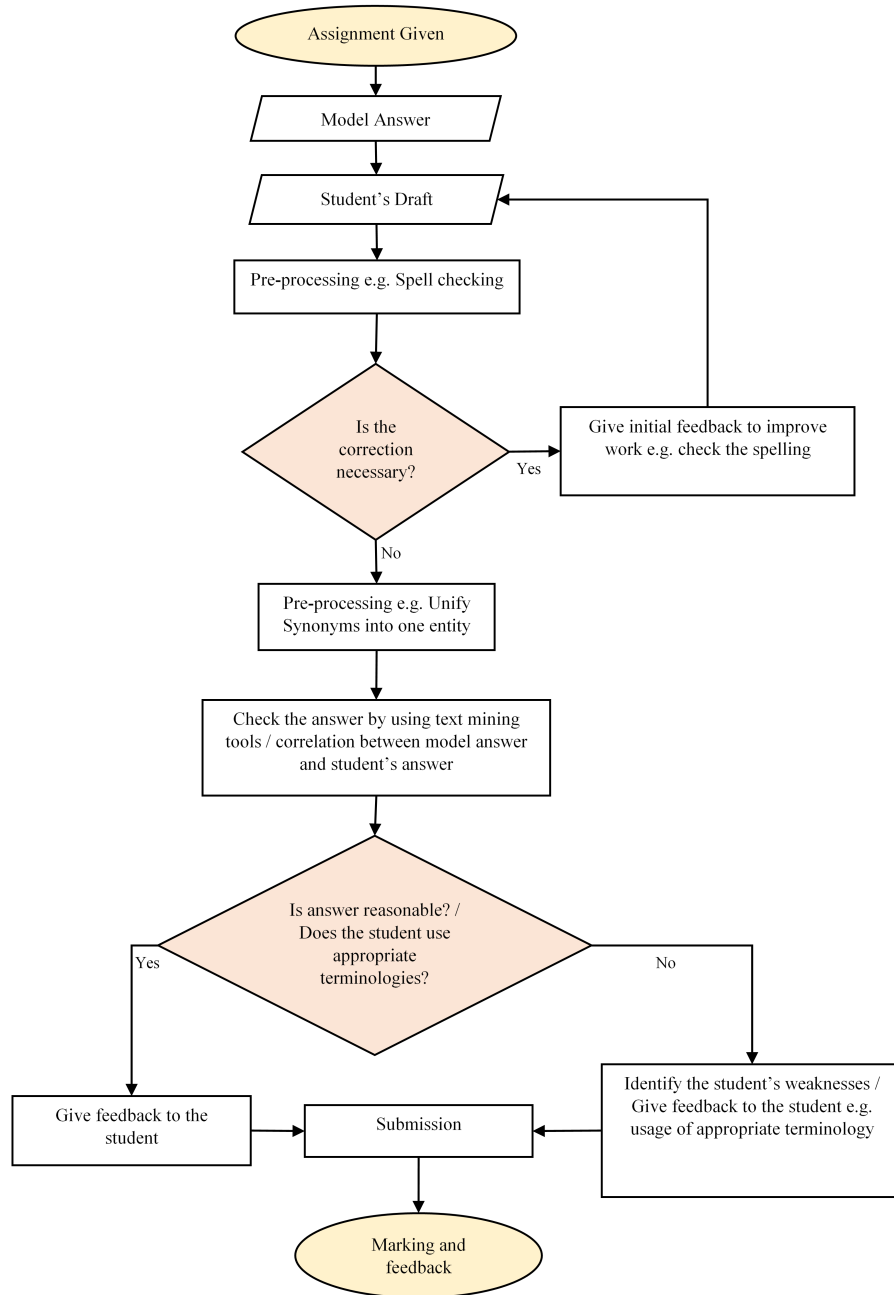 Assignment Given
Model Answer
Student’s Draft
Pre-processing e.g. Spell checking
Is the
correction
necessary?
Yes
Give initial feedback to improve
work e.g. check the spelling
No
Pre-processing e.g. Unify
Synonyms into one entity
Check the answer by using text mining
tools / correlation between model answer
and student’s answer
Is answer reasonable? /
Does the student use
appropriate
terminologies?
Yes
No
Give feedback to the
student
Submission
Identify the student’s weaknesses /
Give feedback to the student e.g.
usage of appropriate terminology
Marking and
feedback